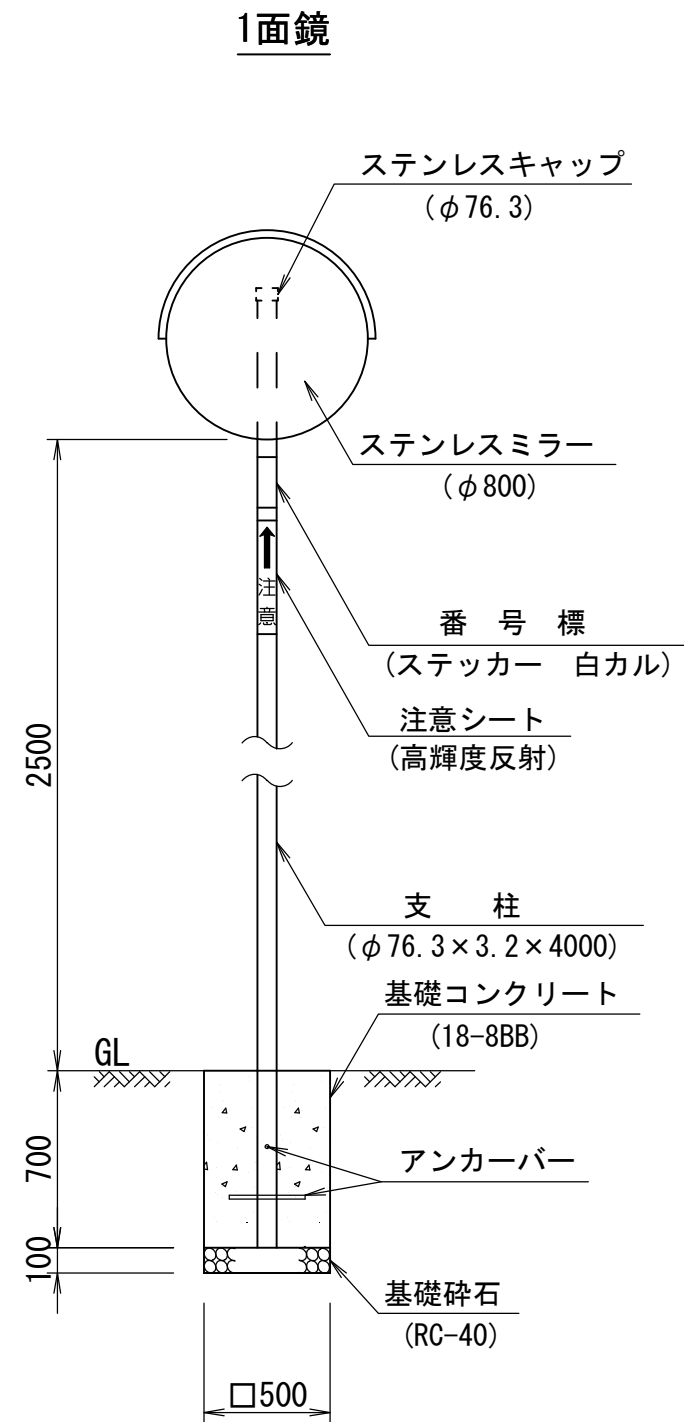 1面鏡
ステンレスキャップ
(φ76.3)
ステンレスミラー
(φ800)
注意
番 号 標
(ステッカー 白カル)
注意シート
(高輝度反射)
2500
支 柱
(φ76.3×3.2×4000)
基礎コンクリート
(18-8BB)
GL
700
アンカーバー
100
基礎砕石
(RC-40)
□500